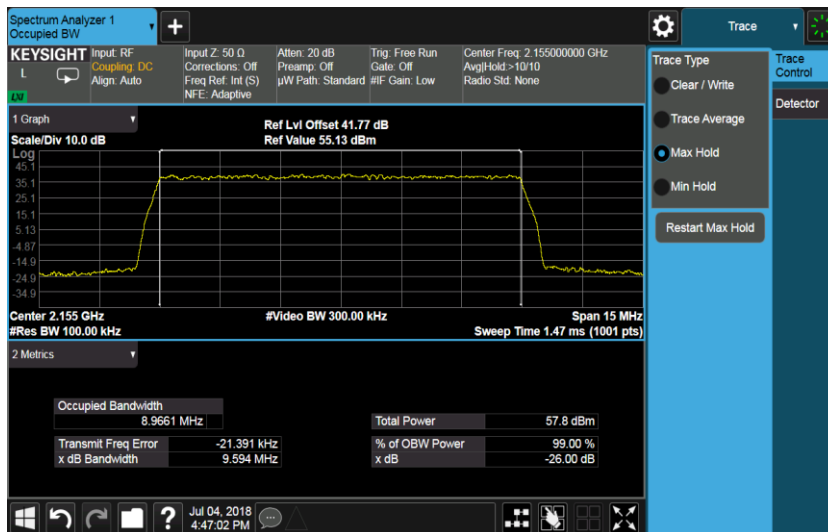 Spectrum Analyzer 1
Occupied BW
Trace
KEYSIGHT
L
LXI
Input: RF
Coupling: DC
Align: Auto
Input Z: 50 Ω
Corrections: Off
Freq Ref: Int (S)
NFE: Adaptive
Atten: 20 dB
Preamp: Off
µW Path: Standard
Trig: Free Run
Gate: Off
#IF Gain: Low
Center Freq: 2.155000000 GHz
Avg|Hold:>10/10
Radio Std: None
1 Graph
Scale/Div 10.0 dB
Ref Lvl Offset 41.77 dB
Ref Value 55.13 dBm
Log
45.1
35.1
25.1
15.1
5.13
-4.87
-14.9
-24.9
-34.9
Center 2.155 GHz
#Video BW 300.00 kHz
Span 15 MHz
#Res BW 100.00 kHz
Sweep Time 1.47 ms (1001 pts)
2 Metrics
Occupied Bandwidth
8.9661 MHz
Total Power 57.8 dBm
Transmit Freq Error -21.391 kHz
% of OBW Power 99.00 %
x dB Bandwidth 9.594 MHz
x dB -26.00 dB
Jul 04, 2018
4:47:02 PM
?
Trace Type
Clear / Write
Trace Average
Max Hold
Min Hold
Restart Max Hold
Trace
Control
Detector